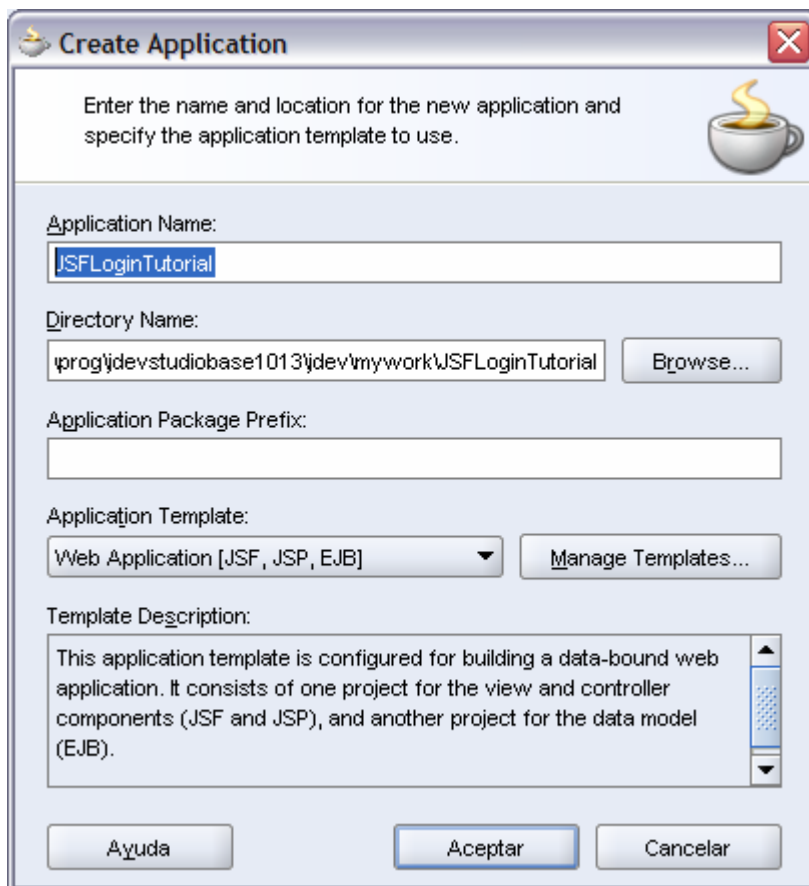 Create Application
Enter the name and location for the new application and
specify the application template to use.
Application Name:
JSFLoginTutorial
Directory Name:
\prog\jdevstudiobase1013\jdev\mywork\JSFLoginTutorial
Browse...
Application Package Prefix:
Application Template:
Web Application [JSF, JSP, EJB]
Manage Templates...
Template Description:
This application template is configured for building a data-bound web
application. It consists of one project for the view and controller
components (JSF and JSP), and another project for the data model
(EJB).
Ayuda
Aceptar
Cancelar